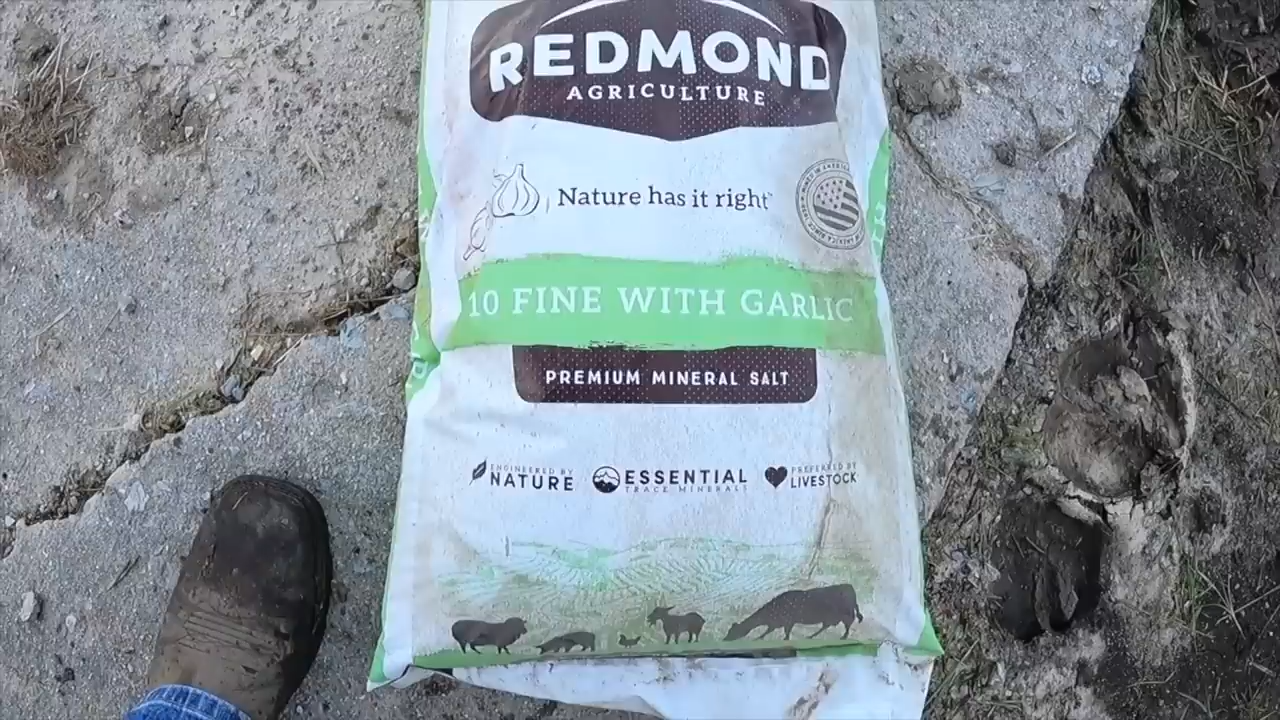 REDMOND
AGRICULTURE
Nature has it right™
10 FINE WITH GARLIC
PREMIUM MINERAL SALT
ENGINEERED BY
NATURE
ESSENTIAL
TRACE MINERALS
PREFERRED BY
LIVESTOCK